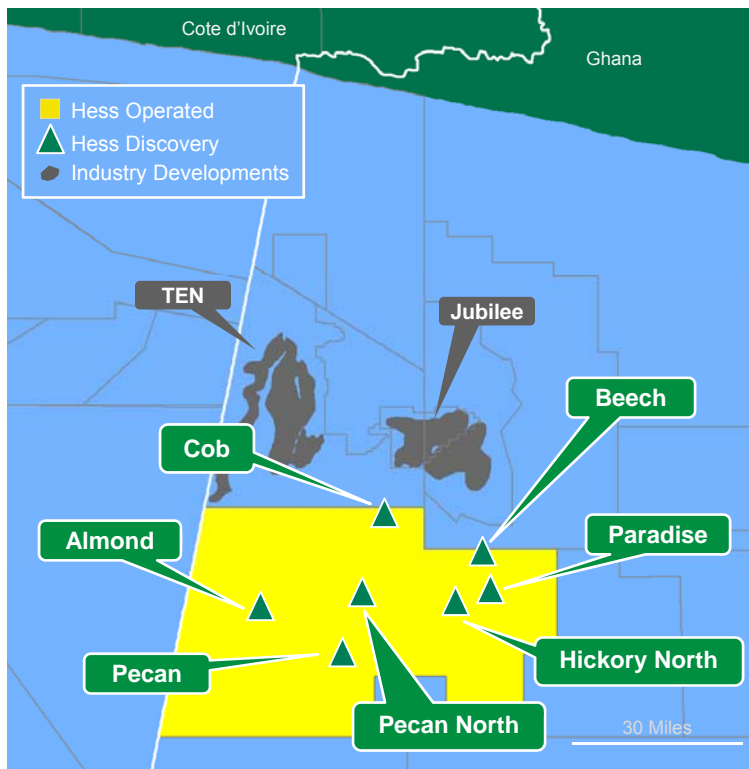 Cote d'Ivoire
Ghana
Hess Operated
Hess Discovery
Industry Developments
TEN
Jubilee
Beech
Cob
Paradise
Almond
Hickory North
Pecan
Pecan North
30 Miles